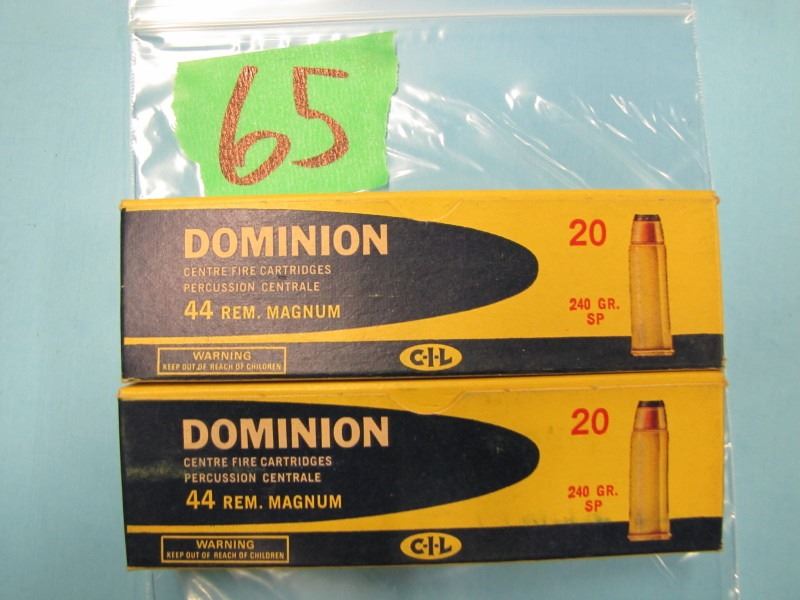 65
DOMINION
CENTRE FIRE CARTRIDGES
PERCUSSION CENTRALE
44 REM. MAGNUM
20
240 GR.
SP
WARNING
KEEP OUT OF REACH OF CHILDREN
C-I-L
DOMINION
CENTRE FIRE CARTRIDGES
PERCUSSION CENTRALE
44 REM. MAGNUM
20
240 GR.
SP
WARNING
KEEP OUT OF REACH OF CHILDREN
C-I-L